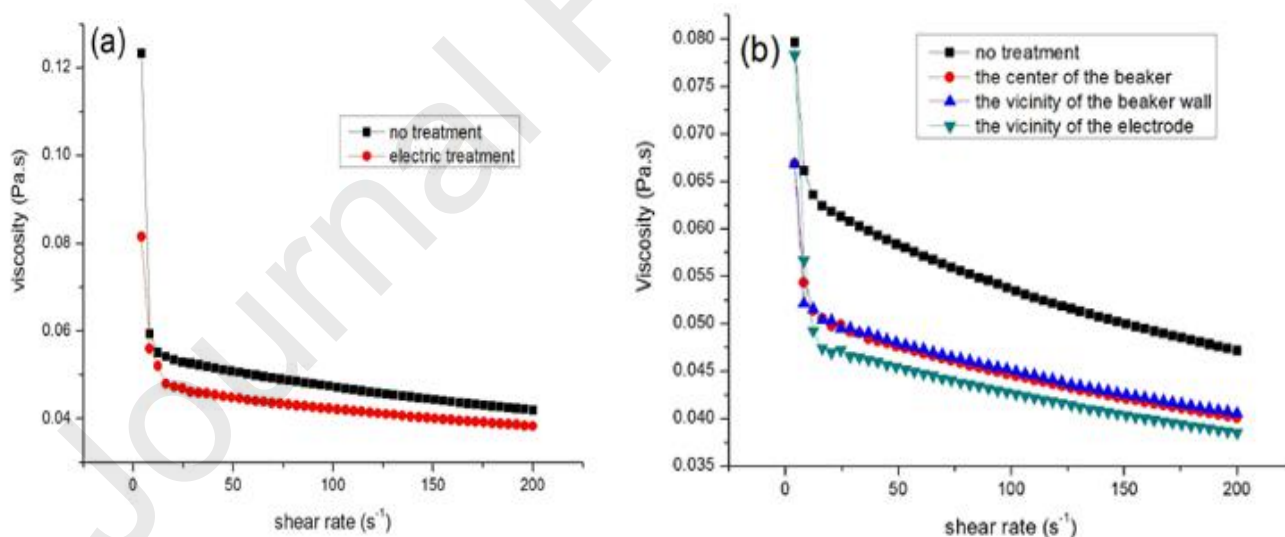 (a)
0.12
0.10
0.08
0.06
0.04
viscosity (Pa.s)
no treatment
electric treatment
0
50
100
150
200
shear rate (s⁻¹)
(b)
0.080
0.075
0.070
0.065
0.060
0.055
0.050
0.045
0.040
0.035
Viscosity (Pa.s)
no treatment
the center of the beaker
the vicinity of the beaker wall
the vicinity of the electrode
0
50
100
150
200
shear rate (s⁻¹)
Journal P